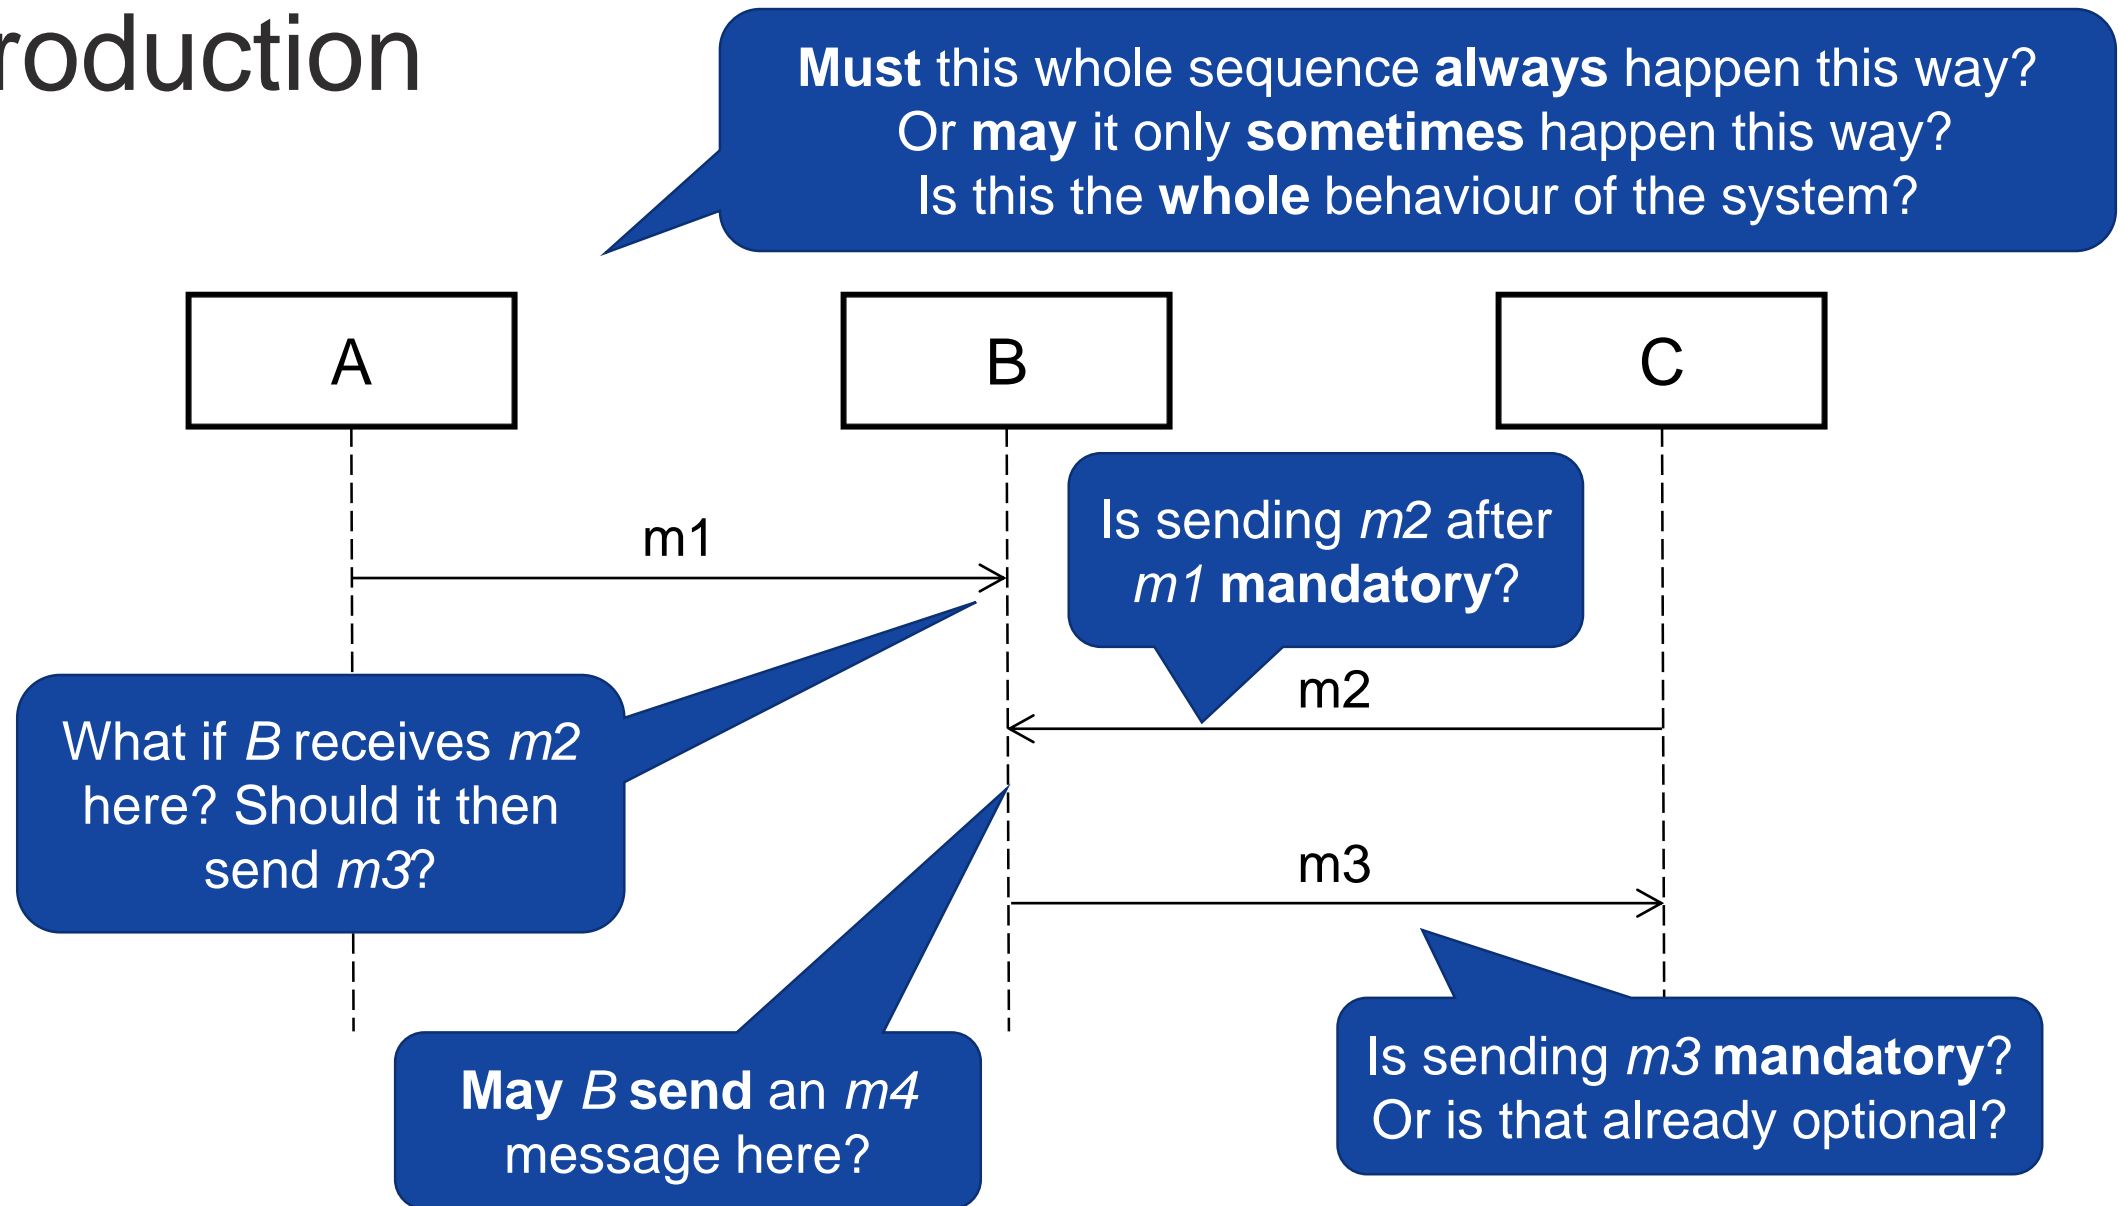 roduction
Must this whole sequence always happen this way?
Or may it only sometimes happen this way?
Is this the whole behaviour of the system?
A
B
C
m1
Is sending m2 after
m1 mandatory?
m2
What if B receives m2
here? Should it then
send m3?
m3
May B send an m4
message here?
Is sending m3 mandatory?
Or is that already optional?